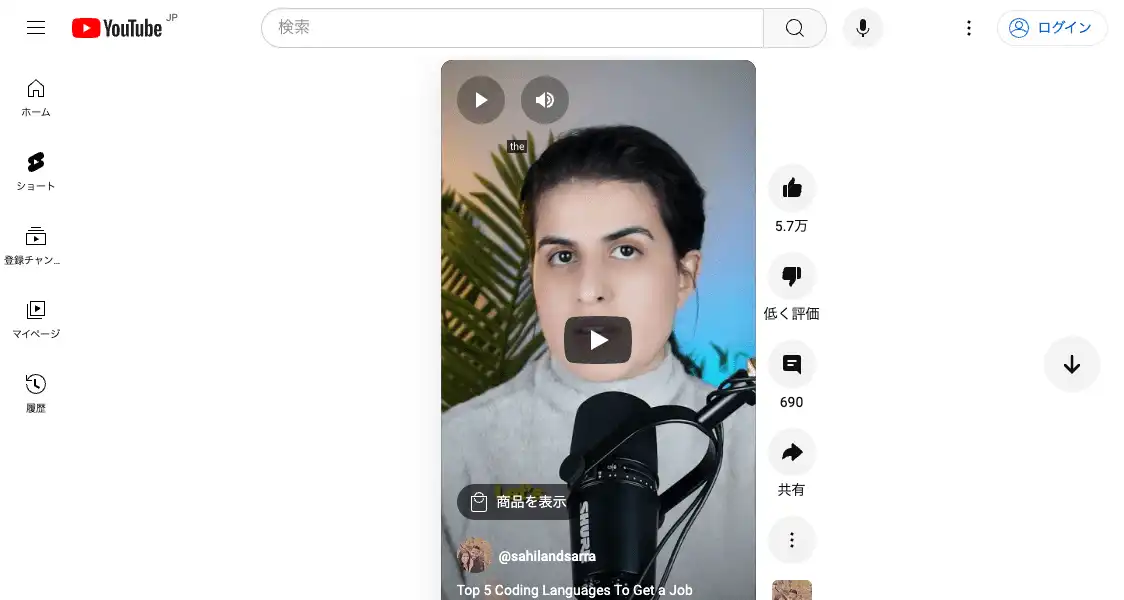 YouTube JP
検索
ログイン
ホーム
ショート
登録チャン...
マイページ
履歴
the
5.7万
低く評価
690
共有
商品を表示
SHURE
@sahilandsarra
Top 5 Coding Languages To Get a Job